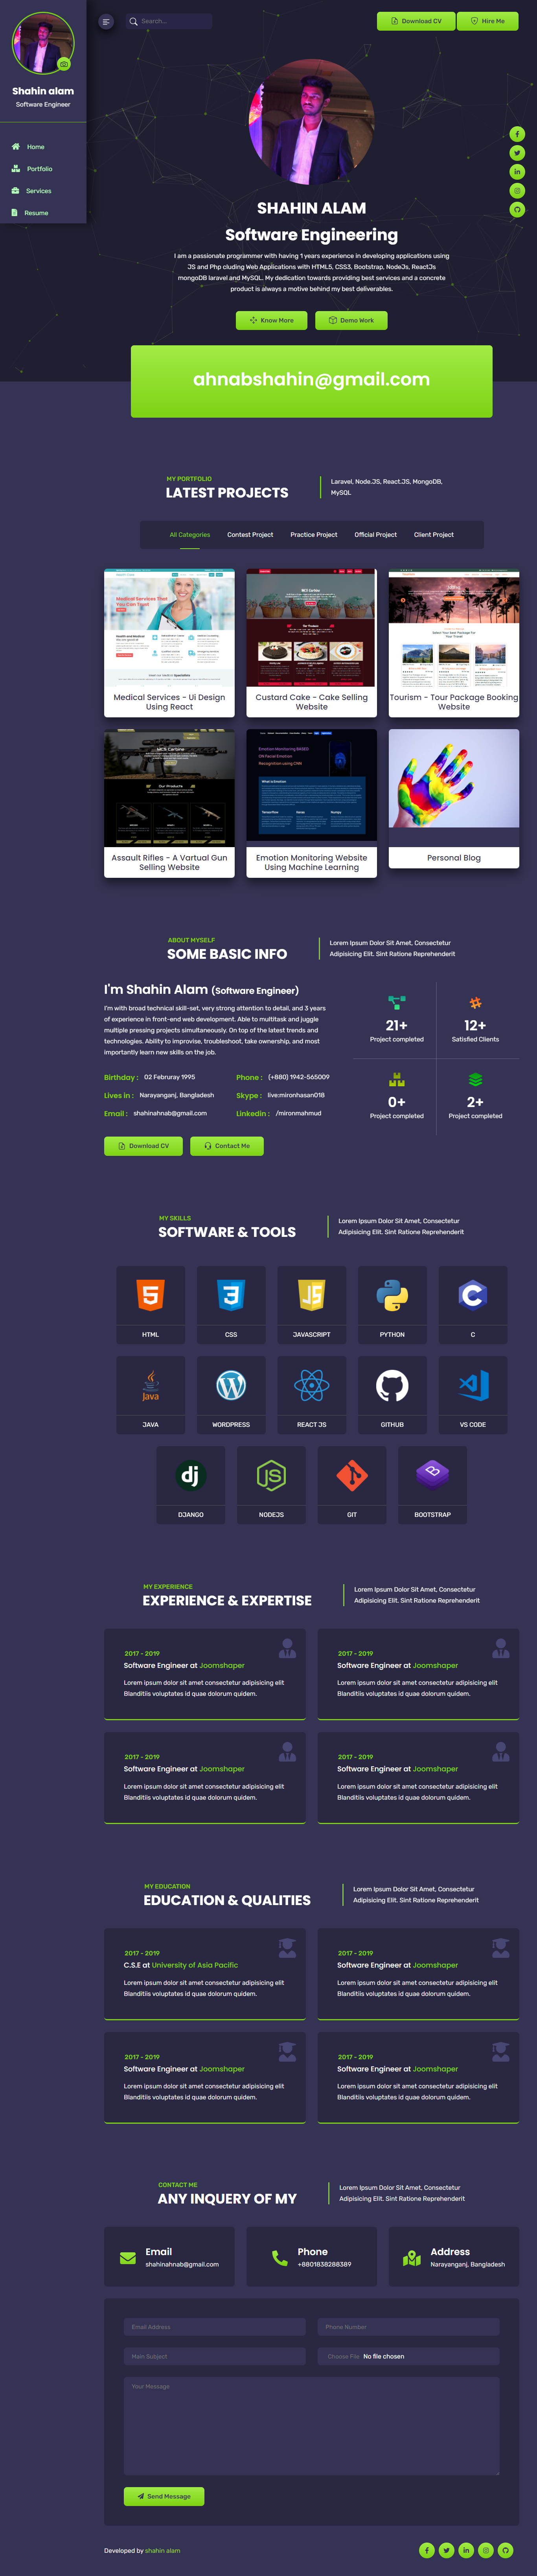 Shahin alam
Software Engineer
Home
Portfolio
Services
Resume
Search...
Download CV
Hire Me
SHAHIN ALAM
Software Engineering
I am a passionate programmer with having 1 years experience in developing applications using
JS and Php cluding Web Applications with HTML5, CSS3, Bootstrap, NodeJs, ReactJs
mongoDB laravel and MySQL. My dedication towards providing best services and a concrete
product is always a motive behind my best deliverables.
Know More
Demo Work
ahnabshahin@gmail.com
MY PORTFOLIO
LATEST PROJECTS
Laravel, Node.JS, React.JS, MongoDB,
MySQL
All Categories
Contest Project
Practice Project
Official Project
Client Project
Medical Services That
You Can Trust
Medical Services - Ui Design
Using React
Custard Cake - Cake Selling
Website
Tourism - Tour Package Booking
Website
Our Products
Assault Rifles - A Vartual Gun
Selling Website
Emotion Monitoring BASED
ON Facial Emotion
Recognition using CNN
What is Emotion
Emotion Monitoring Website
Using Machine Learning
Personal Blog
ABOUT MYSELF
SOME BASIC INFO
Lorem Ipsum Dolor Sit Amet, Consectetur
Adipisicing Elit. Sint Ratione Reprehenderit
I'm Shahin Alam (Software Engineer)
I'm with broad technical skill-set, very strong attention to detail, and 3 years
of experience in front-end web development. Able to multitask and juggle
multiple pressing projects simultaneously. On top of the latest trends and
technologies. Ability to improvise, troubleshoot, take ownership, and most
importantly learn new skills on the job.
Birthday : 02 Februray 1995
Phone : (+880) 1942-565009
Lives in : Narayanganj, Bangladesh
Skype : live:mironhasan018
Email : shahinahnab@gmail.com
Linkedin : /mironmahmud
Download CV
Contact Me
21+
Project completed
12+
Satisfied Clients
0+
Project completed
2+
Project completed
MY SKILLS
SOFTWARE & TOOLS
Lorem Ipsum Dolor Sit Amet, Consectetur
Adipisicing Elit. Sint Ratione Reprehenderit
HTML
CSS
JAVASCRIPT
PYTHON
C
JAVA
WORDPRESS
REACT JS
GITHUB
VS CODE
DJANGO
NODEJS
GIT
BOOTSTRAP
MY EXPERIENCE
EXPERIENCE & EXPERTISE
Lorem Ipsum Dolor Sit Amet, Consectetur
Adipisicing Elit. Sint Ratione Reprehenderit
2017 - 2019
Software Engineer at Joomshaper
Lorem ipsum dolor sit amet consectetur adipisicing elit
Blanditiis voluptates id quae dolorum quidem.
2017 - 2019
Software Engineer at Joomshaper
Lorem ipsum dolor sit amet consectetur adipisicing elit
Blanditiis voluptates id quae dolorum quidem.
2017 - 2019
Software Engineer at Joomshaper
Lorem ipsum dolor sit amet consectetur adipisicing elit
Blanditiis voluptates id quae dolorum quidem.
2017 - 2019
Software Engineer at Joomshaper
Lorem ipsum dolor sit amet consectetur adipisicing elit
Blanditiis voluptates id quae dolorum quidem.
MY EDUCATION
EDUCATION & QUALITIES
Lorem Ipsum Dolor Sit Amet, Consectetur
Adipisicing Elit. Sint Ratione Reprehenderit
2017 - 2019
C.S.E at University of Asia Pacific
Lorem ipsum dolor sit amet consectetur adipisicing elit
Blanditiis voluptates id quae dolorum quidem.
2017 - 2019
Software Engineer at Joomshaper
Lorem ipsum dolor sit amet consectetur adipisicing elit
Blanditiis voluptates id quae dolorum quidem.
2017 - 2019
Software Engineer at Joomshaper
Lorem ipsum dolor sit amet consectetur adipisicing elit
Blanditiis voluptates id quae dolorum quidem.
2017 - 2019
Software Engineer at Joomshaper
Lorem ipsum dolor sit amet consectetur adipisicing elit
Blanditiis voluptates id quae dolorum quidem.
CONTACT ME
ANY INQUERY OF MY
Lorem Ipsum Dolor Sit Amet, Consectetur
Adipisicing Elit. Sint Ratione Reprehenderit
Email
shahinahnab@gmail.com
Phone
+8801838288389
Address
Narayanganj, Bangladesh
Email Address
Phone Number
Main Subject
Choose File No file chosen
Your Message
Send Message
Developed by shahin alam